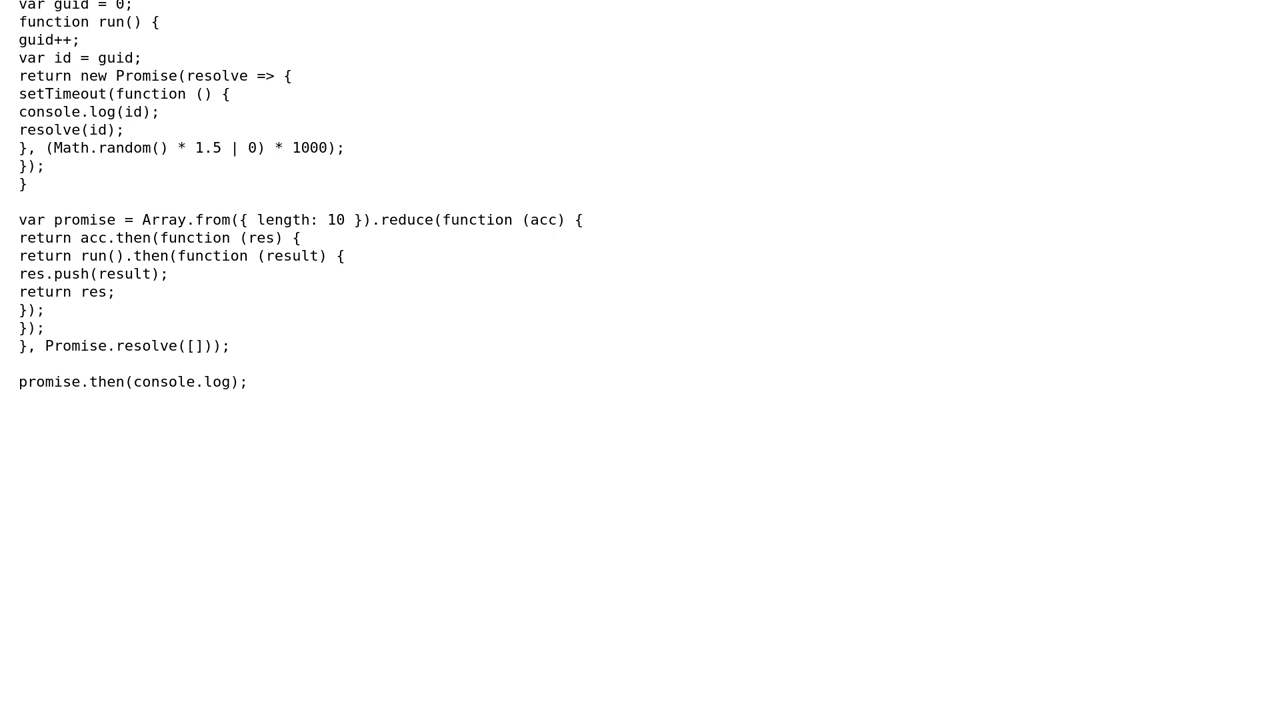 var guid = 0;
function run() {
guid++;
var id = guid;
return new Promise(resolve => {
setTimeout(function () {
console.log(id);
resolve(id);
}, (Math.random() * 1.5 | 0) * 1000);
});
}

var promise = Array.from({ length: 10 }).reduce(function (acc) {
return acc.then(function (res) {
return run().then(function (result) {
res.push(result);
return res;
});
});
}, Promise.resolve([]));

promise.then(console.log);